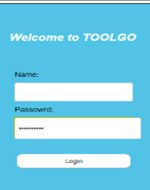 Welcome to TOOLGO
Name:
Passowrd:
**********
Login